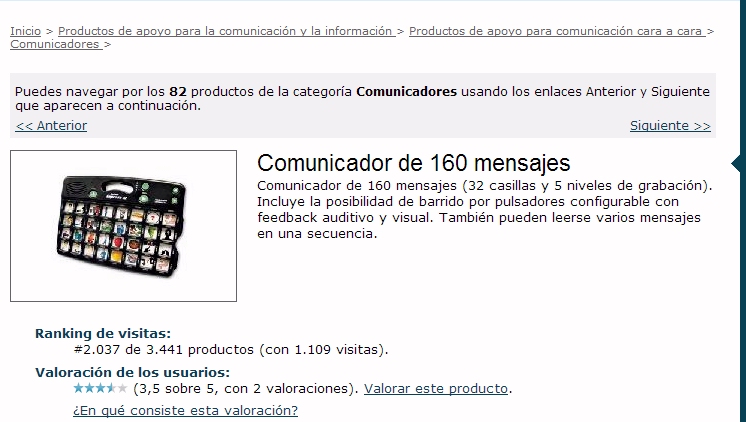 Inicio > Productos de apoyo para la comunicación y la información > Productos de apoyo para comunicación cara a cara >
Comunicadores >
Puedes navegar por los 82 productos de la categoría Comunicadores usando los enlaces Anterior y Siguiente
que aparecen a continuación.
<< Anterior
Siguiente >>
Comunicador de 160 mensajes
Comunicador de 160 mensajes (32 casillas y 5 niveles de grabación).
Incluye la posibilidad de barrido por pulsadores configurable con
feedback auditivo y visual. También pueden leerse varios mensajes
en una secuencia.
Ranking de visitas:
#2.037 de 3.441 productos (con 1.109 visitas).
Valoración de los usuarios:
(3,5 sobre 5, con 2 valoraciones). Valorar este producto.
¿En qué consiste esta valoración?